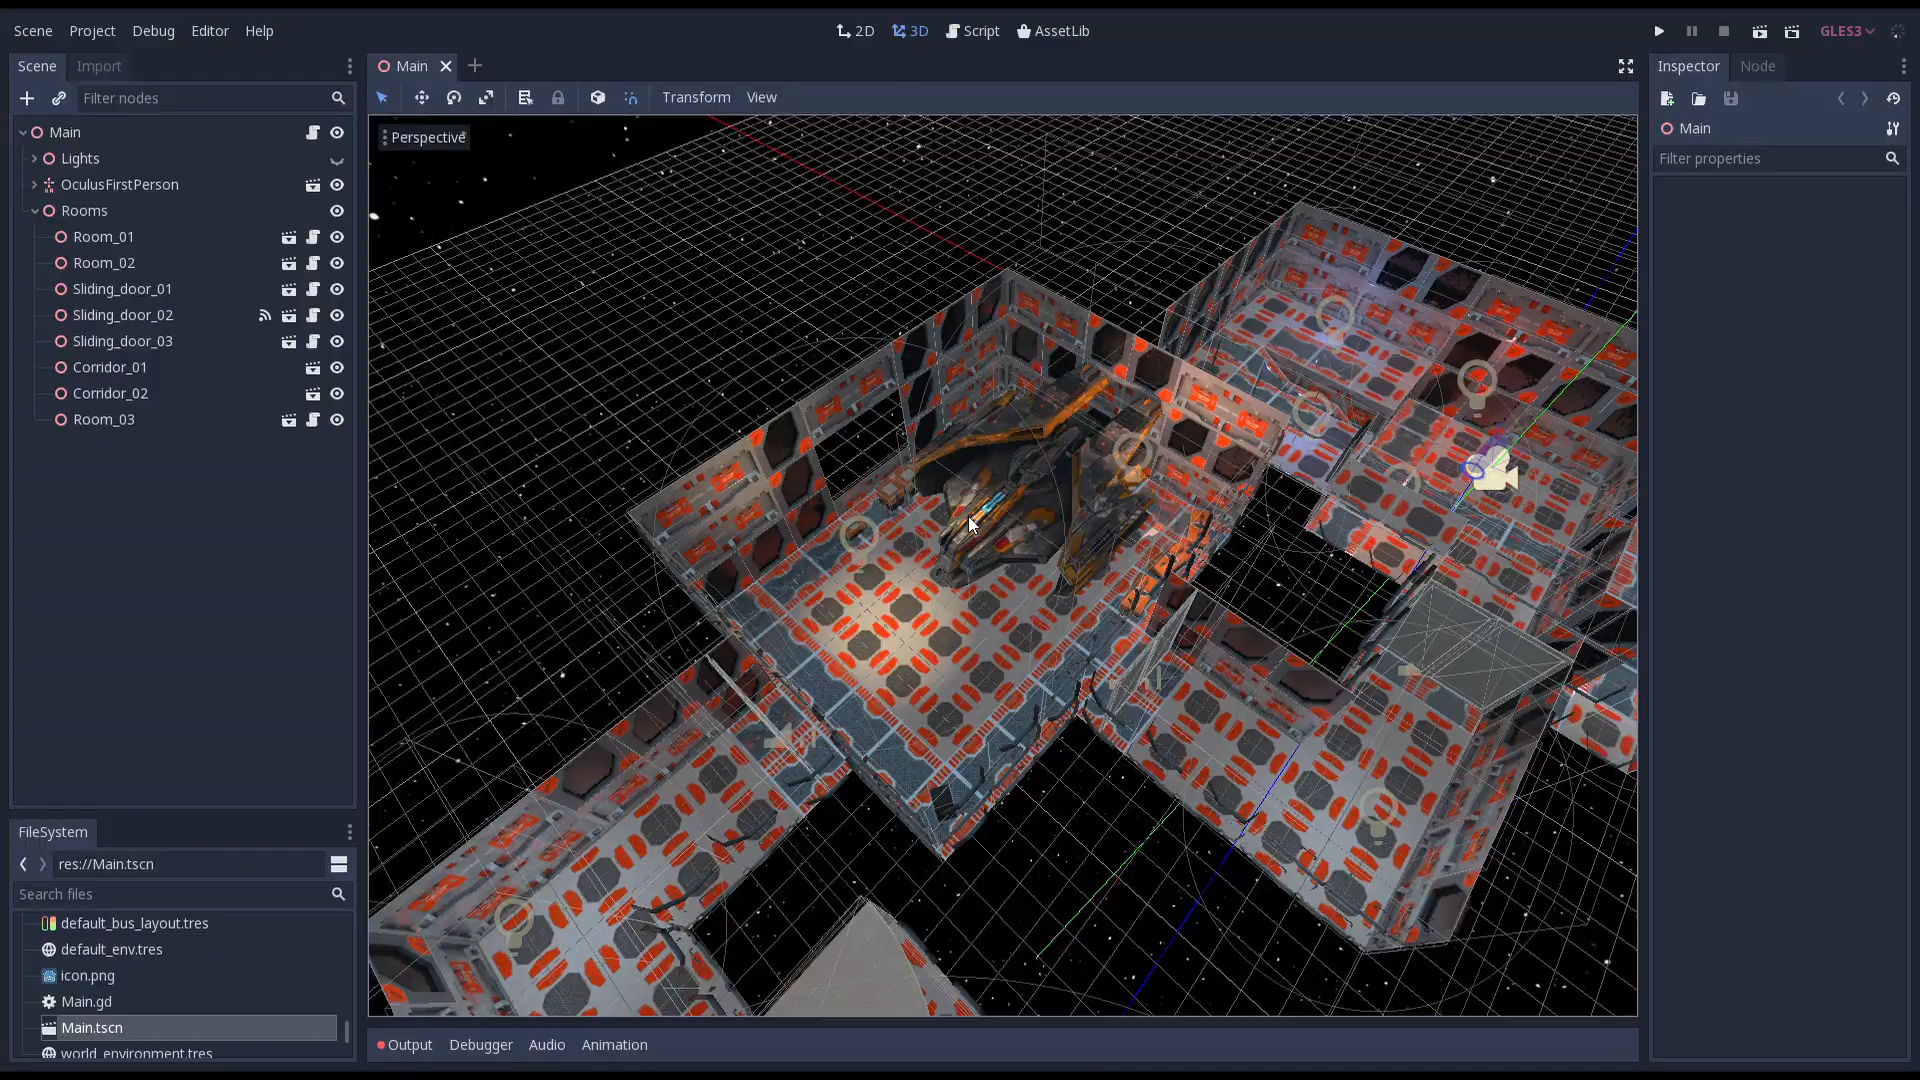 Scene Project Debug Editor Help 2D 3D Script AssetLib GLES3
Scene Import
Filter nodes
Main
Lights
OculusFirstPerson
Rooms
Room_01
Room_02
Sliding_door_01
Sliding_door_02
Sliding_door_03
Corridor_01
Corridor_02
Room_03
FileSystem
res://Main.tscn
Search files
default_bus_layout.tres
default_env.tres
icon.png
Main.gd
Main.tscn
world_environment.tres
Main
Transform View
Perspective
Output Debugger Audio Animation
Inspector Node
Main
Filter properties